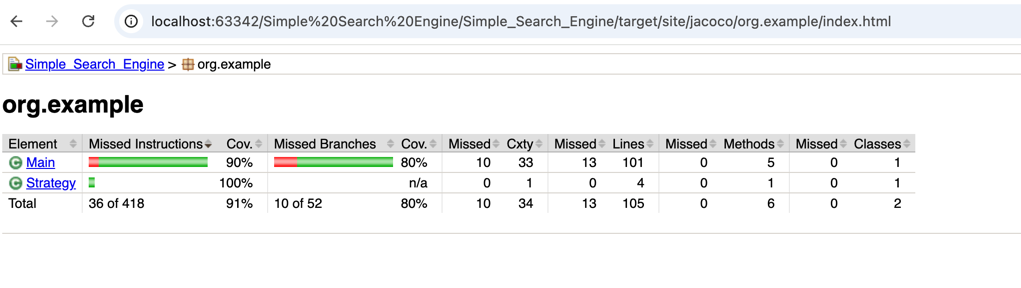 localhost:63342/Simple%20Search%20Engine/Simple_Search_Engine/target/site/jacoco/org.example/index.html
Simple_Search_Engine > org.example
org.example
Element Missed Instructions Cov. Missed Branches Cov. Missed Cxty Missed Lines Missed Methods Missed Classes
Main 90% 80% 10 33 13 101 0 5 0 1
Strategy 100% n/a 0 1 0 4 0 1 0 1
Total 36 of 418 91% 10 of 52 80% 10 34 13 105 0 6 0 2